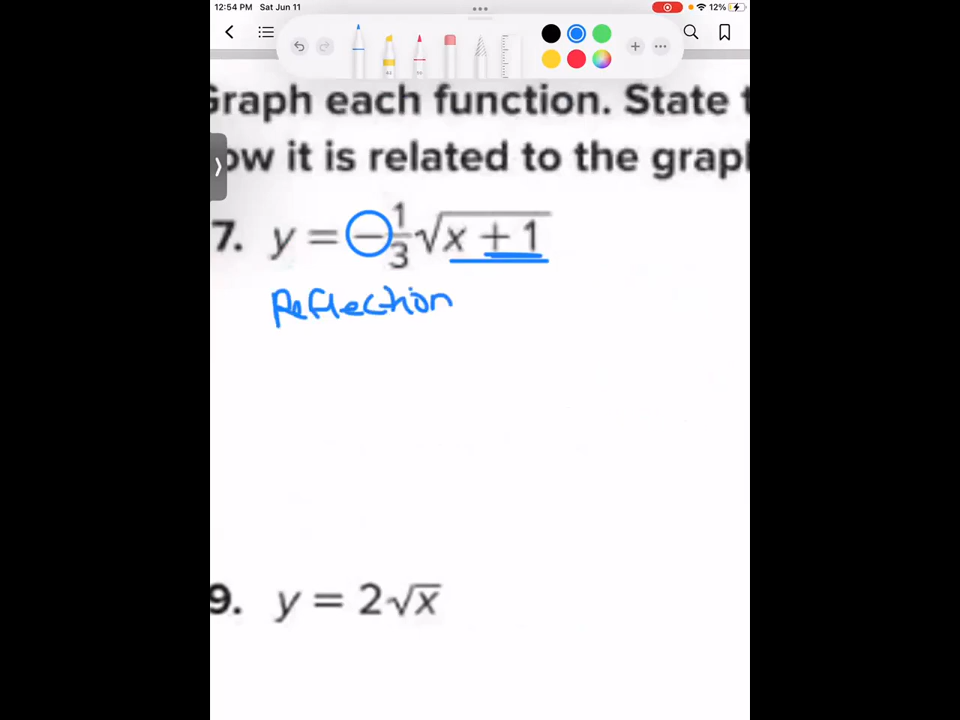 12:54 PM Sat Jun 11 12%
Graph each function. State
ow it is related to the grap
7. y = -1/3√x + 1
Reflection
9. y = 2√x